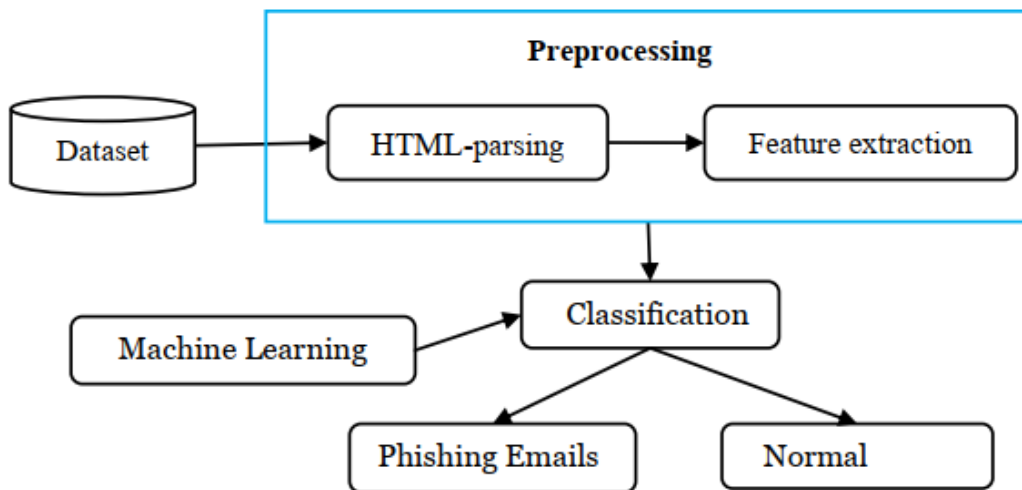 Preprocessing
Dataset
HTML-parsing
Feature extraction
Classification
Machine Learning
Phishing Emails
Normal